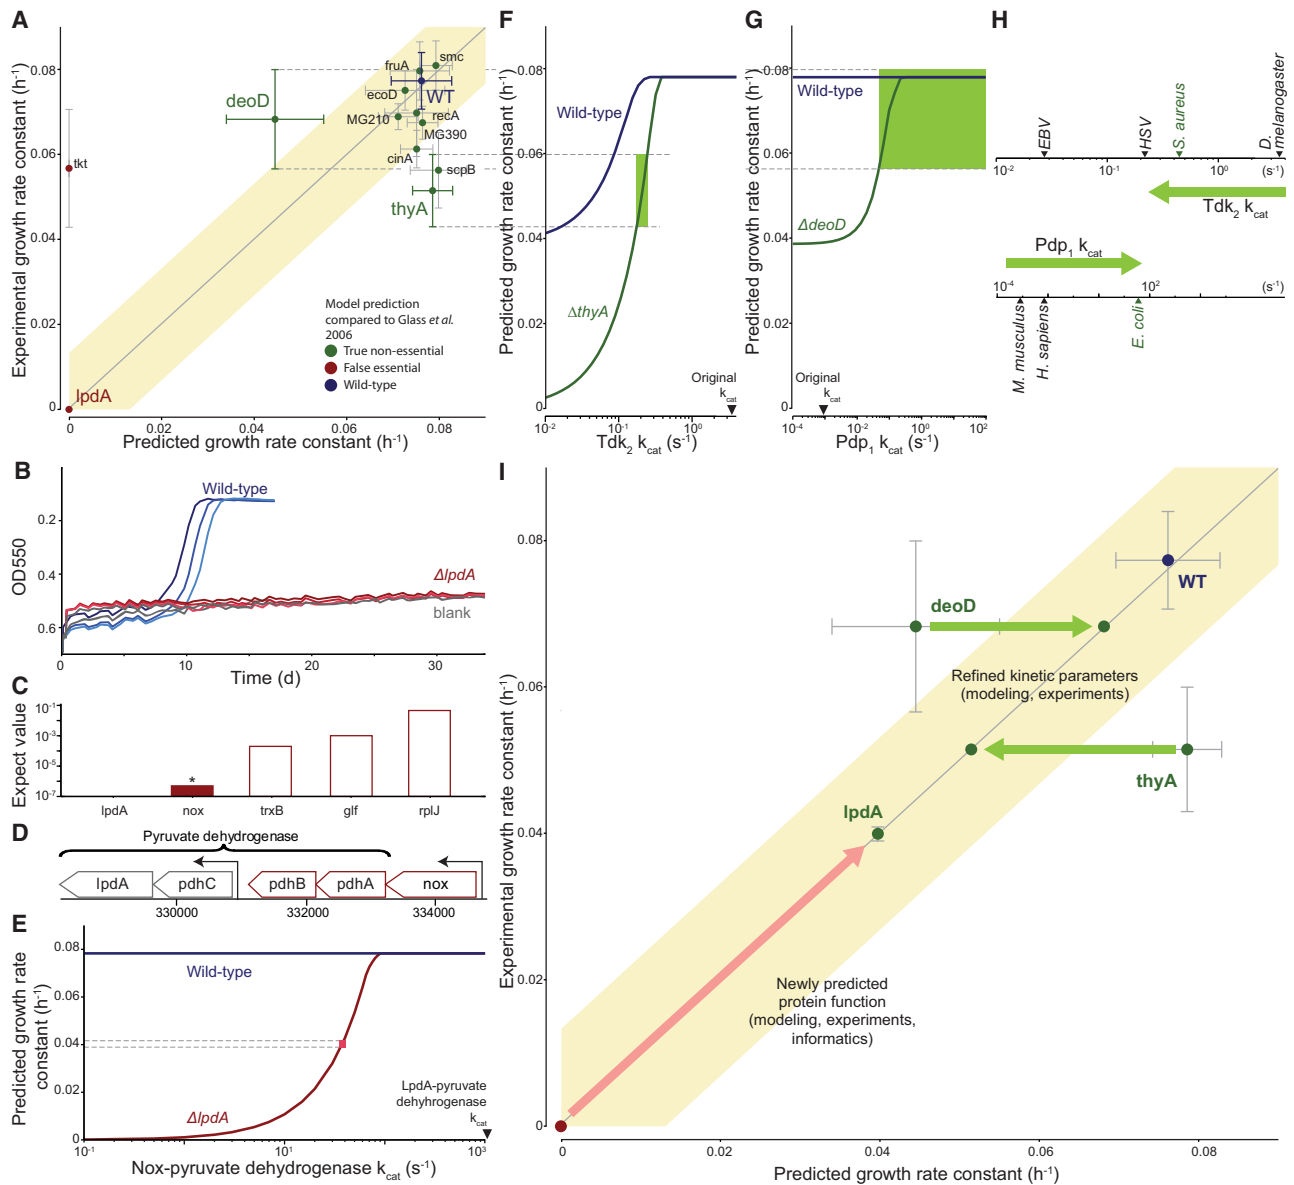 A
Experimental growth rate constant (h-1)
0.08
0.06
0.04
0.02
0
0
0.02
0.04
0.06
0.08
Predicted growth rate constant (h-1)
tkt
lpdA
deoD
fruA
smc
ecoD
WT
MG210
recA
MG390
cinA
scpB
thyA
Model prediction
compared to Glass et al.
2006
True non-essential
False essential
Wild-type
F
Predicted growth rate constant (h-1)
0.08
0.06
0.04
0.02
0
Wild-type
ΔthyA
Original
kcat
10-2
10-1
100
Tdk2 kcat (s-1)
G
Predicted growth rate constant (h-1)
0.08
0.06
0.04
0.02
0
Wild-type
ΔdeoD
Original
kcat
10-4
10-2
100
102
Pdp1 kcat (s-1)
H
EBV
HSV
S. aureus
D.
melanogaster
10-2
10-1
100
(s-1)
Tdk2 kcat
Pdp1 kcat
10-4
102
(s-1)
M. musculus
H. sapiens
E. coli
B
OD550
0.2
0.4
0.6
Wild-type
ΔlpdA
blank
0
10
20
30
Time (d)
C
Expect value
10-1
10-3
10-5
10-7
*
lpdA
nox
trxB
glf
rplJ
D
Pyruvate dehydrogenase
lpdA
pdhC
pdhB
pdhA
nox
330000
332000
334000
E
Predicted growth rate
constant (h-1)
0.08
0.06
0.04
0.02
0
Wild-type
ΔlpdA
LpdA-pyruvate
dehyhrogenase
kcat
10-1
101
103
Nox-pyruvate dehydrogenase kcat (s-1)
I
Experimental growth rate constant (h-1)
0.08
0.06
0.04
0.02
0
WT
deoD
Refined kinetic parameters
(modeling, experiments)
thyA
lpdA
Newly predicted
protein function
(modeling, experiments,
informatics)
0
0.02
0.04
0.06
0.08
Predicted growth rate constant (h-1)